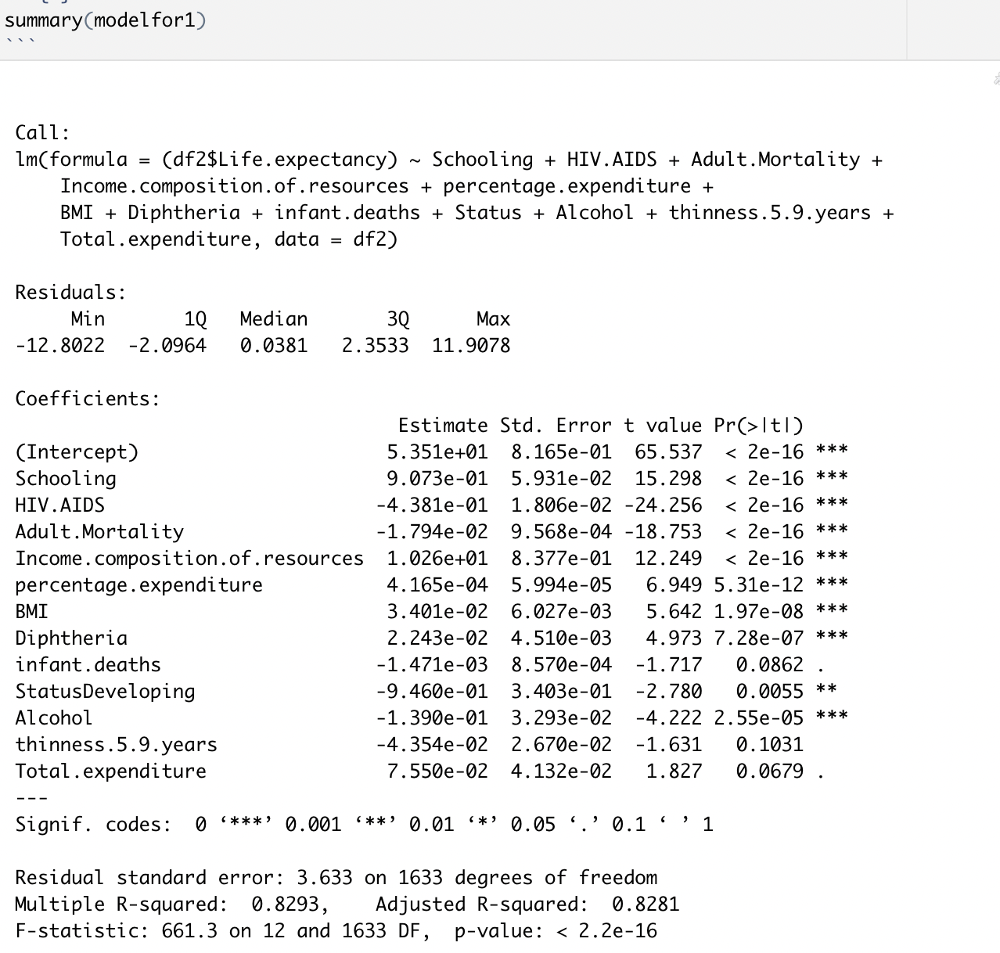 summary(modelfor1)
```
Call:
lm(formula = (df2$Life.expectancy) ~ Schooling + HIV.AIDS + Adult.Mortality +
    Income.composition.of.resources + percentage.expenditure +
    BMI + Diphtheria + infant.deaths + Status + Alcohol + thinness.5.9.years +
    Total.expenditure, data = df2)
Residuals:
     Min       1Q   Median       3Q      Max
-12.8022  -2.0964   0.0381   2.3533  11.9078
Coefficients:
                                  Estimate Std. Error t value Pr(>|t|)
(Intercept)                      5.351e+01  8.165e-01  65.537  < 2e-16 ***
Schooling                        9.073e-01  5.931e-02  15.298  < 2e-16 ***
HIV.AIDS                        -4.381e-01  1.806e-02 -24.256  < 2e-16 ***
Adult.Mortality                 -1.794e-02  9.568e-04 -18.753  < 2e-16 ***
Income.composition.of.resources  1.026e+01  8.377e-01  12.249  < 2e-16 ***
percentage.expenditure           4.165e-04  5.994e-05   6.949 5.31e-12 ***
BMI                              3.401e-02  6.027e-03   5.642 1.97e-08 ***
Diphtheria                       2.243e-02  4.510e-03   4.973 7.28e-07 ***
infant.deaths                   -1.471e-03  8.570e-04  -1.717   0.0862 .
StatusDeveloping                -9.460e-01  3.403e-01  -2.780   0.0055 **
Alcohol                         -1.390e-01  3.293e-02  -4.222 2.55e-05 ***
thinness.5.9.years              -4.354e-02  2.670e-02  -1.631   0.1031
Total.expenditure                7.550e-02  4.132e-02   1.827   0.0679 .
---
Signif. codes:  0 ‘***’ 0.001 ‘**’ 0.01 ‘*’ 0.05 ‘.’ 0.1 ‘ ’ 1
Residual standard error: 3.633 on 1633 degrees of freedom
Multiple R-squared:  0.8293,    Adjusted R-squared:  0.8281
F-statistic: 661.3 on 12 and 1633 DF,  p-value: < 2.2e-16